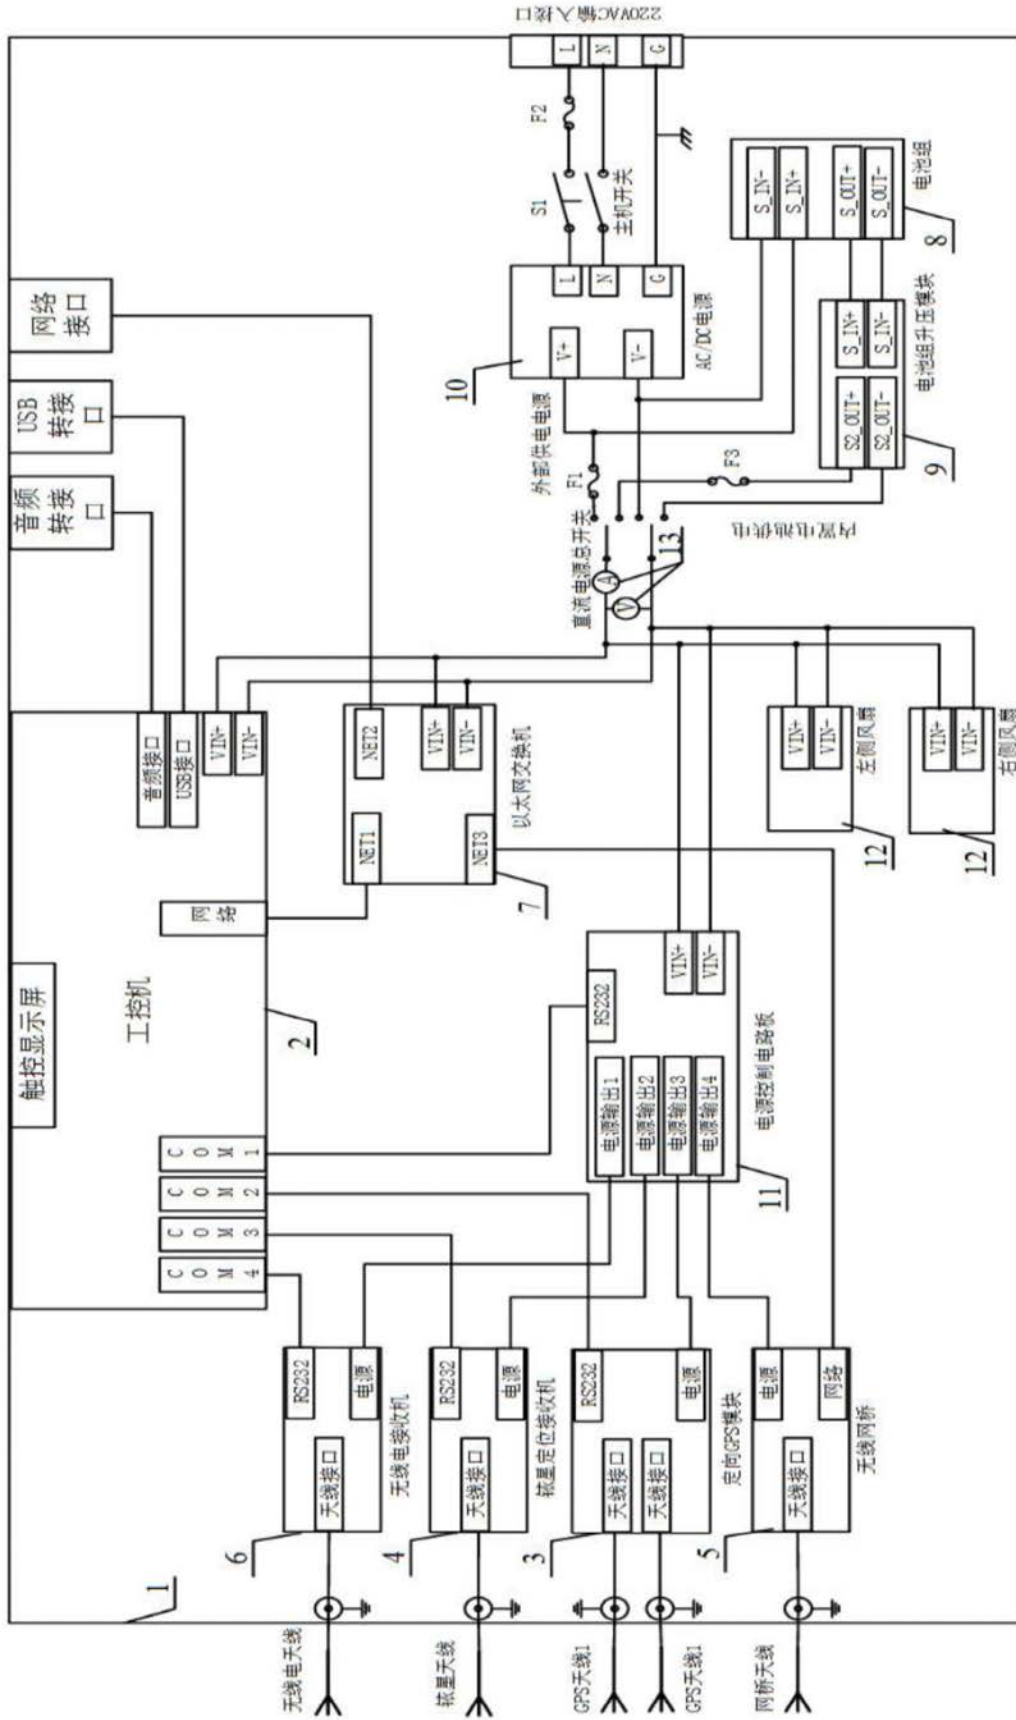 触控显示屏
工控机
2
COM4
COM3
COM2
COM1
网络
音频接口
USB接口
VIN+
VIN-
音频
转接
口
USB
转接
口
网络
接口
1
无线电天线
6
天线接口
RS232
电源
无线电接收机
铱星天线
4
天线接口
RS232
电源
铱星定位接收机
GPS天线1
GPS天线1
3
天线接口
天线接口
RS232
电源
定向GPS模块
网桥天线
5
天线接口
电源
网络
无线网桥
RS232
电源输出1
电源输出2
电源输出3
电源输出4
VIN+
VIN-
电源控制电路板
11
NET1
NET2
NET3
VIN+
VIN-
以太网交换机
7
VIN+
VIN-
左侧风扇
12
VIN+
VIN-
右侧风扇
12
直流电源总开关
A
V
13
外部供电电源
F1
F3
内置电池供电
10
V+
V-
L
N
G
AC/DC电源
S1
主机开关
F2
L
N
G
220VAC输入接口
S2_OUT+
S2_OUT-
S_IN+
S_IN-
电池组升压模块
9
S_IN-
S_IN+
S_OUT+
S_OUT-
电池组
8